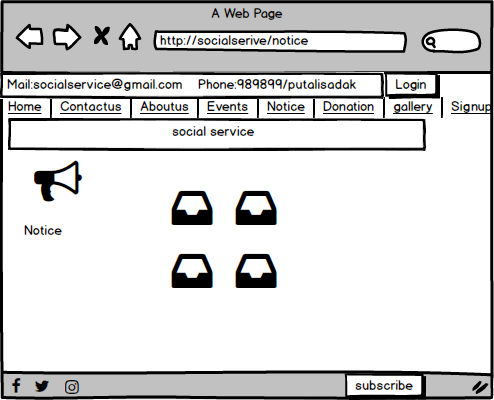 A Web Page
http://socialserive/notice
Mail:socialservice@gmail.com Phone:989899/putalisadak Login
Home Contactus Aboutus Events Notice Donation gallery Signup
social service
Notice
subscribe